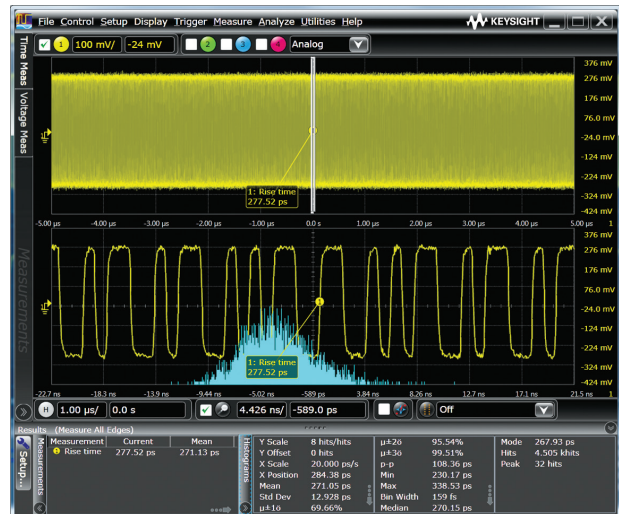 File Control Setup Display Trigger Measure Analyze Utilities Help KEYSIGHT
1 100 mV/ -24 mV 2 3 4 Analog
Time Meas
Voltage Meas
Measurements
376 mV
276 mV
176 mV
76.0 mV
-24.0 mV
-124 mV
-224 mV
-324 mV
-424 mV
1: Rise time
277.52 ps
-5.00 µs -4.00 µs -3.00 µs -2.00 µs -1.00 µs 0.0 s 1.00 µs 2.00 µs 3.00 µs 4.00 µs 5.00 µs 1
376 mV
276 mV
176 mV
76.0 mV
-24.0 mV
-124 mV
-224 mV
-324 mV
-424 mV
1
1: Rise time
277.52 ps
-22.7 ns -18.3 ns -13.9 ns -9.44 ns -5.02 ns -589 ps 3.84 ns 8.26 ns 12.7 ns 17.1 ns 21.5 ns 1
H 1.00 µs/ 0.0 s 4.426 ns/ -589.0 ps Off
Results (Measure All Edges)
Setup...
Measurements
Measurement Current Mean
1 Rise time 277.52 ps 271.13 ps
Histograms
Y Scale 8 hits/hits µ±2σ 95.54% Mode 267.93 ps
Y Offset 0 hits µ±3σ 99.51% Hits 4.505 khits
X Scale 20.000 ps/s p-p 108.36 ps Peak 32 hits
X Position 284.38 ps Min 230.17 ps
Mean 271.05 ps Max 338.53 ps
Std Dev 12.928 ps Bin Width 159 fs
µ±1σ 69.66% Median 270.15 ps